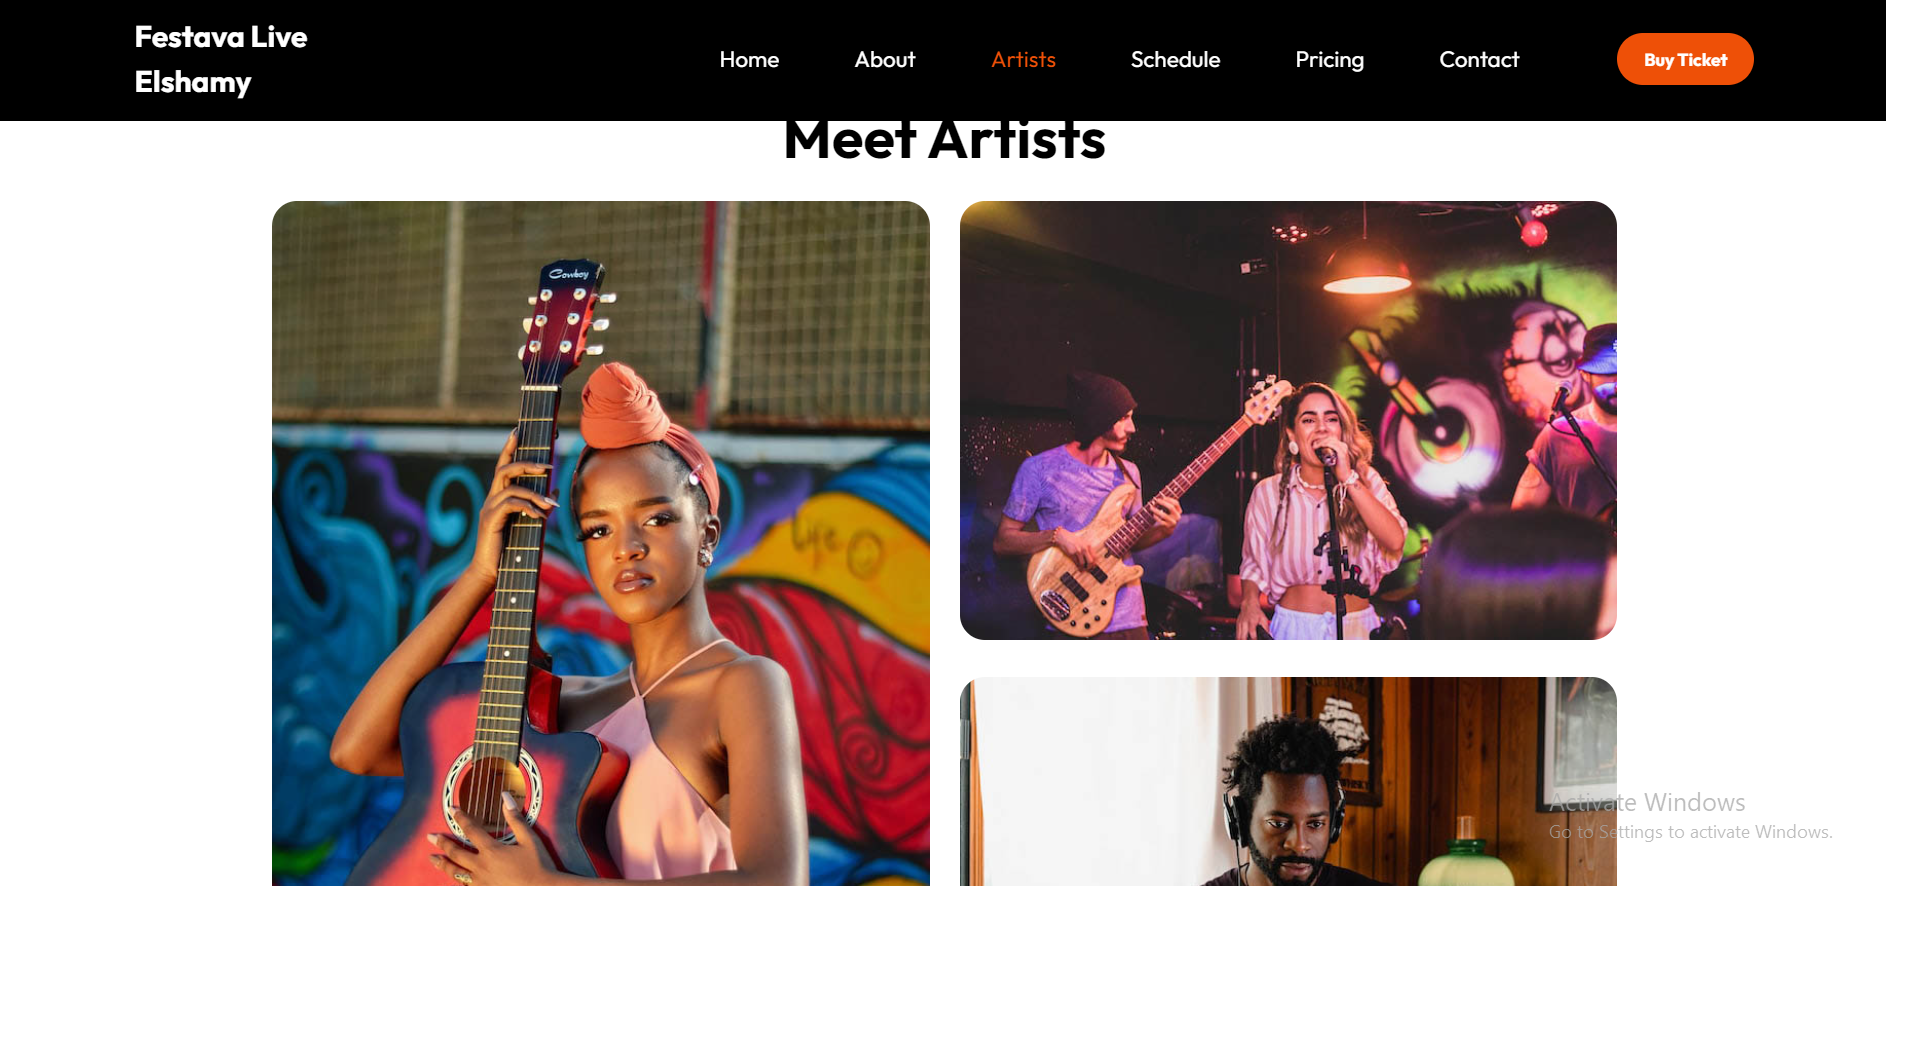 Festava Live
Elshamy
Home
About
Artists
Schedule
Pricing
Contact
Buy Ticket
Meet Artists
Cowboy
life
Activate Windows
Go to Settings to activate Windows.